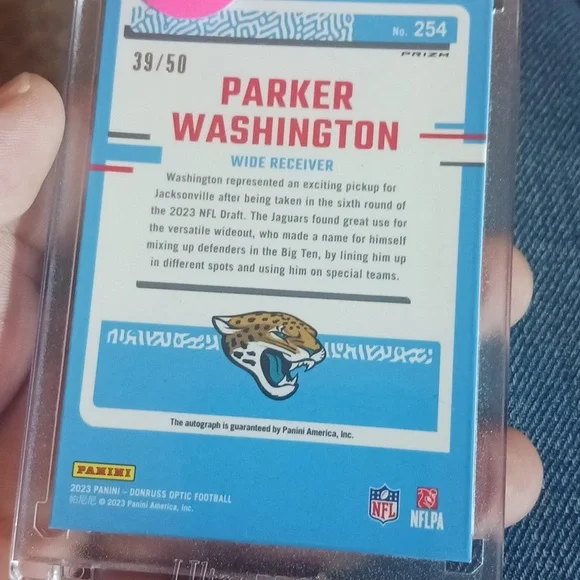 No. 254
PRIZM
39/50
PARKER
WASHINGTON
WIDE RECEIVER
Washington represented an exciting pickup for
Jacksonville after being taken in the sixth round of
the 2023 NFL Draft. The Jaguars found great use for
the versatile wideout, who made a name for himself
mixing up defenders in the Big Ten, by lining him up
in different spots and using him on special teams.
The autograph is guaranteed by Panini America, Inc.
PANINI
2023 PANINI – DONRUSS OPTIC FOOTBALL
帕尼尼 © 2023 Panini America, Inc.
NFL
NFLPA